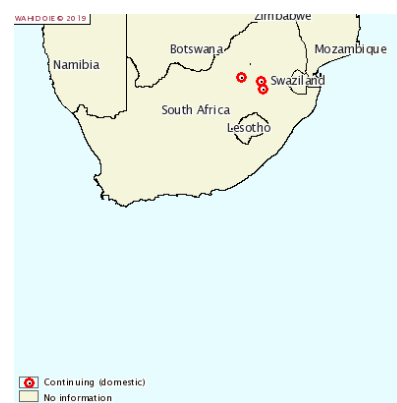 WAHID OIE © 2019
Zimbabwe
Botswana
Mozambique
Namibia
Swaziland
South Africa
Lesotho
Continuing (domestic)
No information